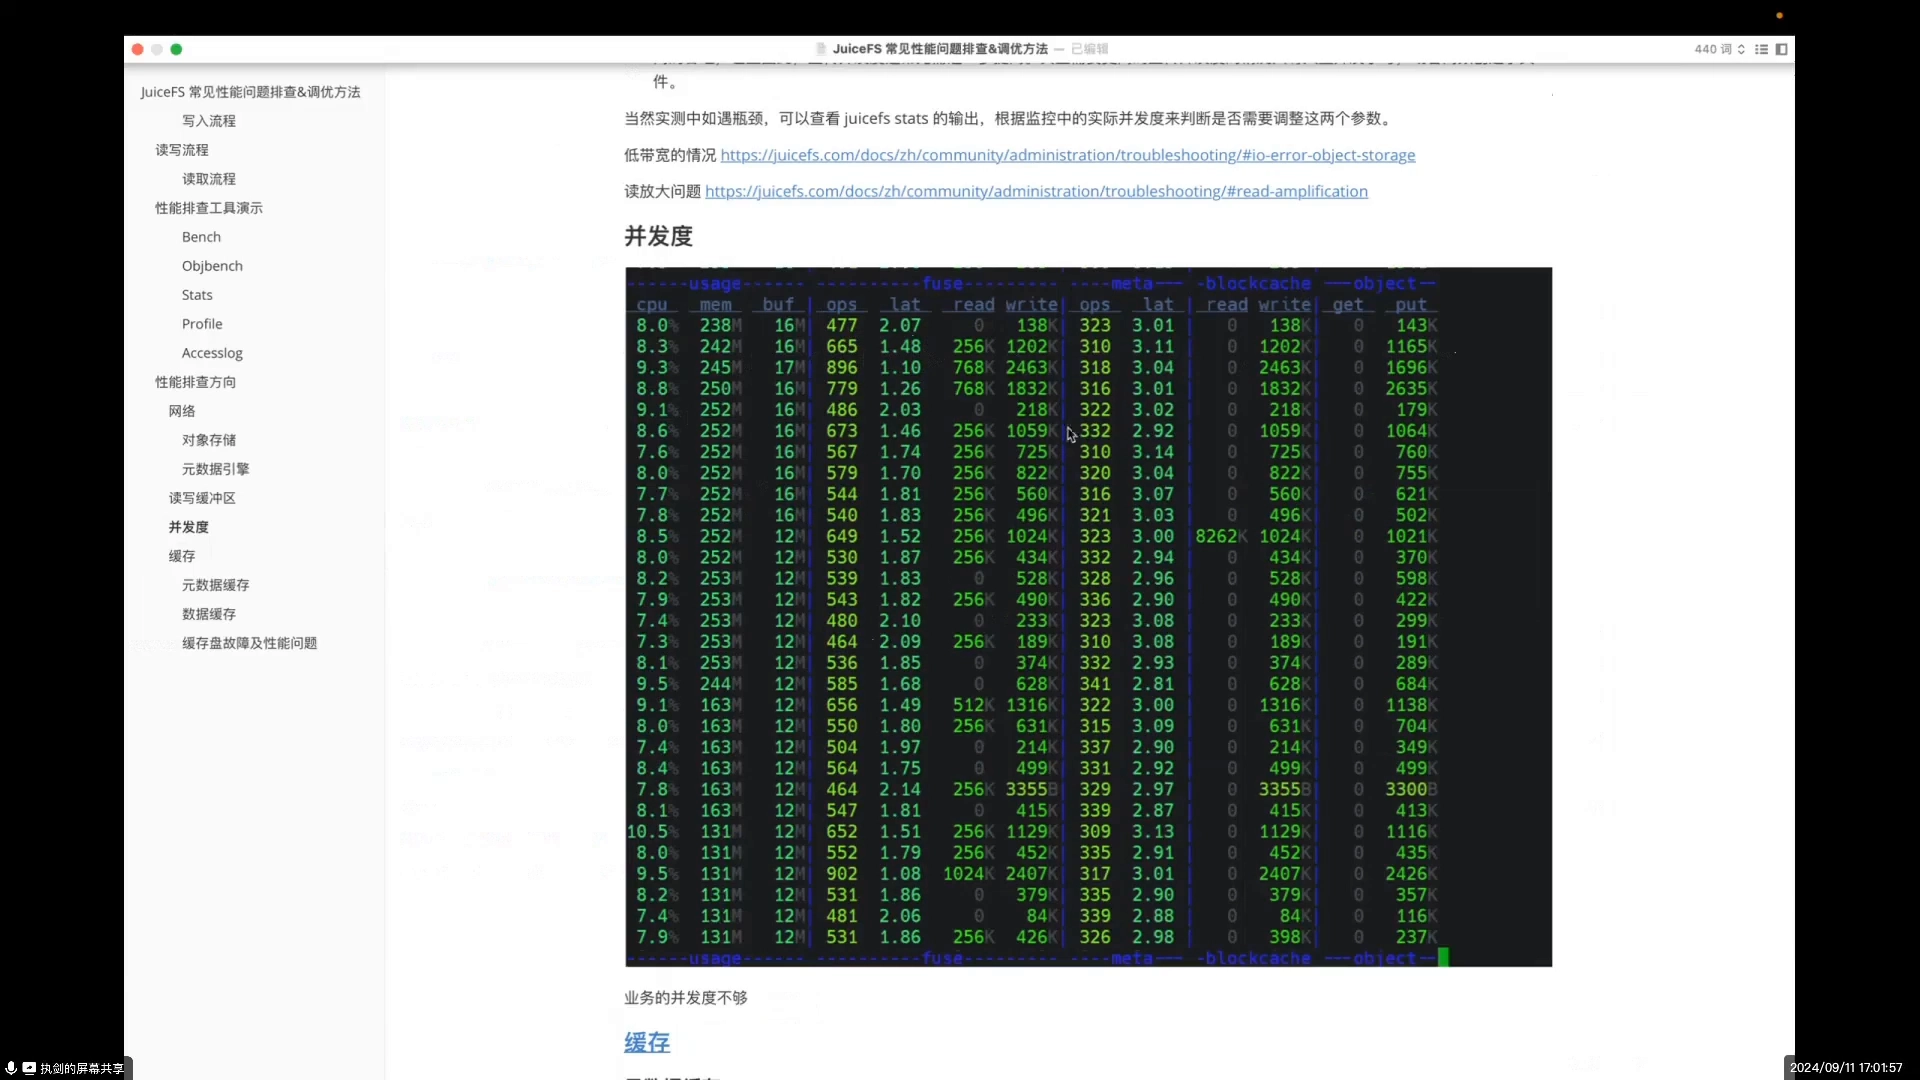 JuiceFS 常见性能问题排查&调优方法 — 已编辑
440 词
JuiceFS 常见性能问题排查&调优方法
写入流程
读写流程
读取流程
性能排查工具演示
Bench
Objbench
Stats
Profile
Accesslog
性能排查方向
网络
对象存储
元数据引擎
读写缓冲区
并发度
缓存
元数据缓存
数据缓存
缓存盘故障及性能问题
件。
当然实测中如遇瓶颈，可以查看 juicefs stats 的输出，根据监控中的实际并发度来判断是否需要调整这两个参数。
低带宽的情况 https://juicefs.com/docs/zh/community/administration/troubleshooting/#io-error-object-storage
读放大问题 https://juicefs.com/docs/zh/community/administration/troubleshooting/#read-amplification
并发度
------usage------ ----------fuse--------- ----meta--- -blockcache ---object--
cpu mem buf | ops lat read write| ops lat | read write| get put
8.0% 238M 16M| 477 2.07 0 138K| 323 3.01 | 0 138K| 0 143K
8.3% 242M 16M| 665 1.48 256K 1202K| 310 3.11 | 0 1202K| 0 1165K
9.3% 245M 17M| 896 1.10 768K 2463K| 318 3.04 | 0 2463K| 0 1696K
8.8% 250M 16M| 779 1.26 768K 1832K| 316 3.01 | 0 1832K| 0 2635K
9.1% 252M 16M| 486 2.03 0 218K| 322 3.02 | 0 218K| 0 179K
8.6% 252M 16M| 673 1.46 256K 1059K| 332 2.92 | 0 1059K| 0 1064K
7.6% 252M 16M| 567 1.74 256K 725K| 310 3.14 | 0 725K| 0 760K
8.0% 252M 16M| 579 1.70 256K 822K| 320 3.04 | 0 822K| 0 755K
7.7% 252M 16M| 544 1.81 256K 560K| 316 3.07 | 0 560K| 0 621K
7.8% 252M 16M| 540 1.83 256K 496K| 321 3.03 | 0 496K| 0 502K
8.5% 252M 16M| 649 1.52 256K 1024K| 323 3.00 |8262K 1024K| 0 1021K
8.0% 252M 12M| 530 1.87 256K 434K| 332 2.94 | 0 434K| 0 370K
8.2% 253M 12M| 539 1.83 0 528K| 328 2.96 | 0 528K| 0 598K
7.9% 253M 12M| 543 1.82 256K 490K| 336 2.90 | 0 490K| 0 422K
7.4% 253M 12M| 480 2.10 0 233K| 323 3.08 | 0 233K| 0 299K
7.3% 253M 12M| 464 2.09 256K 189K| 310 3.08 | 0 189K| 0 191K
8.1% 253M 12M| 536 1.85 0 374K| 332 2.93 | 0 374K| 0 289K
9.5% 244M 12M| 585 1.68 0 628K| 341 2.81 | 0 628K| 0 684K
9.1% 163M 12M| 656 1.49 512K 1316K| 322 3.00 | 0 1316K| 0 1138K
8.0% 163M 12M| 550 1.80 256K 631K| 315 3.09 | 0 631K| 0 704K
7.4% 163M 12M| 504 1.97 0 214K| 337 2.90 | 0 214K| 0 349K
8.4% 163M 12M| 564 1.75 0 499K| 331 2.92 | 0 499K| 0 499K
7.8% 163M 12M| 464 2.14 256K 3355B| 329 2.97 | 0 3355B| 0 3300B
8.1% 163M 12M| 547 1.81 0 415K| 339 2.87 | 0 415K| 0 413K
10.5% 131M 12M| 652 1.51 256K 1129K| 309 3.13 | 0 1129K| 0 1116K
8.0% 131M 12M| 552 1.79 256K 452K| 335 2.91 | 0 452K| 0 435K
9.5% 131M 12M| 902 1.08 1024K 2407K| 317 3.01 | 0 2407K| 0 2426K
8.2% 131M 12M| 531 1.86 0 379K| 335 2.90 | 0 379K| 0 357K
7.4% 131M 12M| 481 2.06 0 84K| 339 2.88 | 0 84K| 0 116K
7.9% 131M 12M| 531 1.86 256K 426K| 326 2.98 | 0 398K| 0 237K
------usage------ ----------fuse--------- ----meta--- -blockcache ---object--
业务的并发度不够
缓存
执剑的屏幕共享
2024/09/11 17:01:57